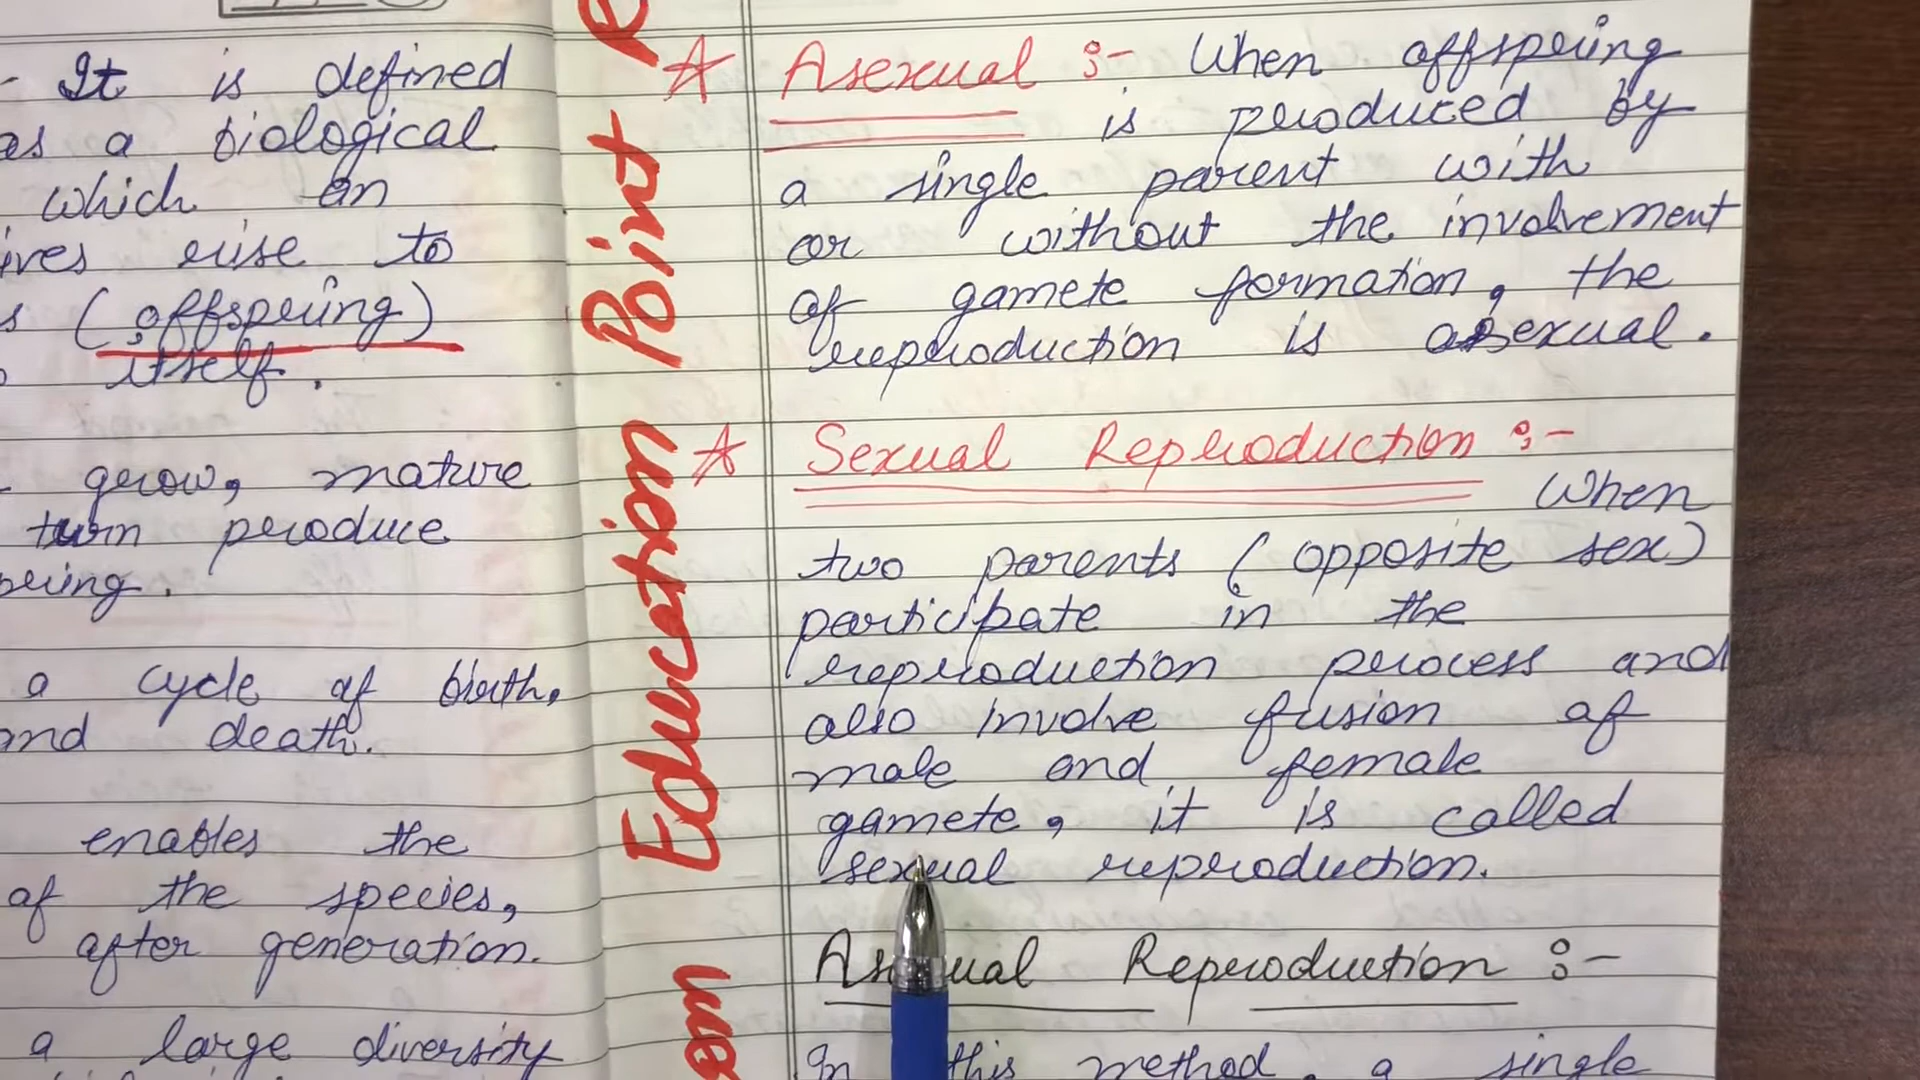 - It is defined
as a biological
which an
ives rise to
s (offspring)
itself.
grow, mature
turn produce
pring.
a cycle of birth,
and death.
enables the
of the species,
after generation.
a large diversity
Education Point
☆ Asexual :- When offspring
is produced by
a single parent with
or without the involvement
of gamete formation, the
reproduction is asexual.
☆ Sexual Reproduction :-
When
two parents (opposite sex)
participate in the
reproduction process and
also involve fusion of
male and female
gamete, it is called
sexual reproduction.
Asexual Reproduction :-
In this method, a single